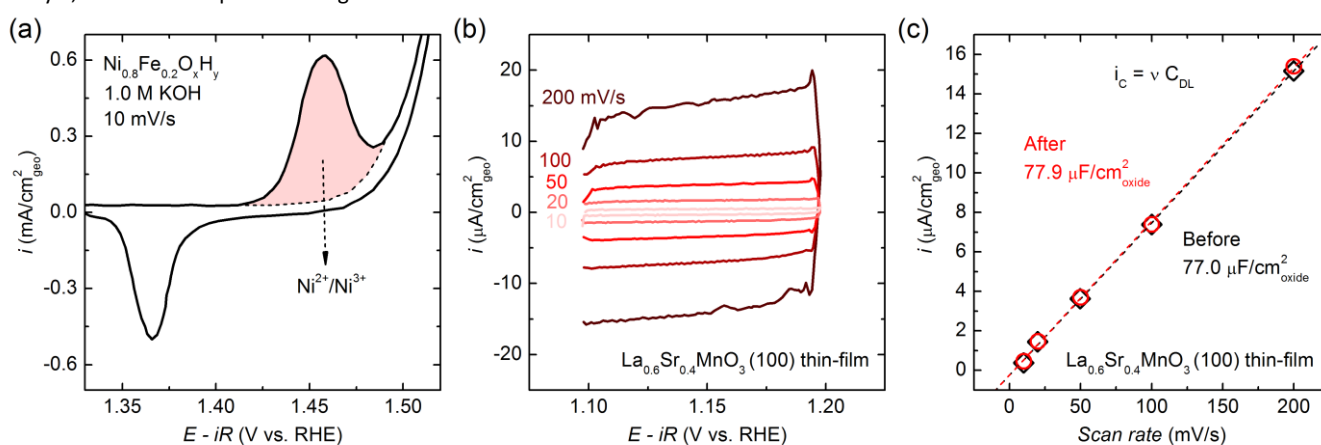 (a)
Ni0.8Fe0.2OxHy
1.0 M KOH
10 mV/s
Ni2+/Ni3+
i (mA/cm2geo)
0.6
0.3
0.0
-0.3
-0.6
1.35 1.40 1.45 1.50
E - iR (V vs. RHE)
(b)
200 mV/s
100
50
20
10
i (μA/cm2geo)
20
10
0
-10
-20
La0.6Sr0.4MnO3 (100) thin-film
1.10 1.15 1.20
E - iR (V vs. RHE)
(c)
iC = ν CDL
After
77.9 μF/cm2oxide
Before
77.0 μF/cm2oxide
i (μA/cm2geo)
16
14
12
10
8
6
4
2
0
La0.6Sr0.4MnO3 (100) thin-film
0 50 100 150 200
Scan rate (mV/s)